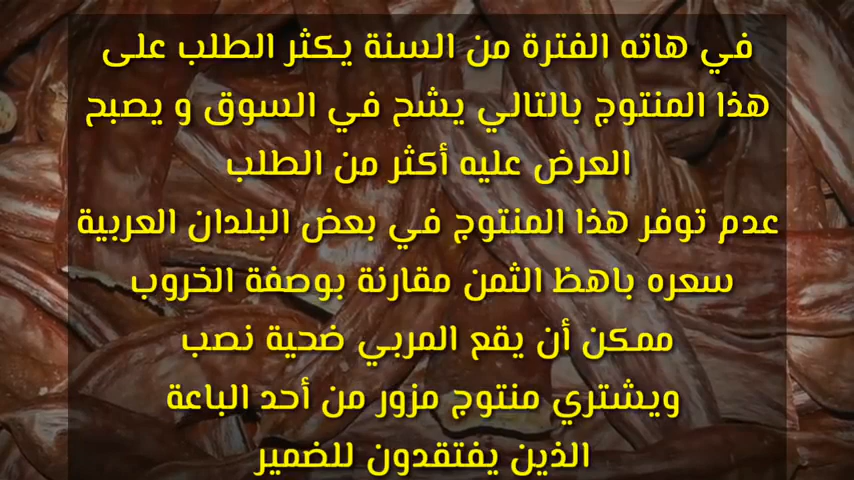 في هاته الفترة من السنة يكثر الطلب على
هذا المنتوج بالتالي يشح في السوق و يصبح
العرض عليه أكثر من الطلب
عدم توفر هذا المنتوج في بعض البلدان العربية
سعره باهظ الثمن مقارنة بوصفة الخروب
ممكن أن يقع المربي ضحية نصب
ويشتري منتوج مزور من أحد الباعة
الذين يفتقدون للضمير